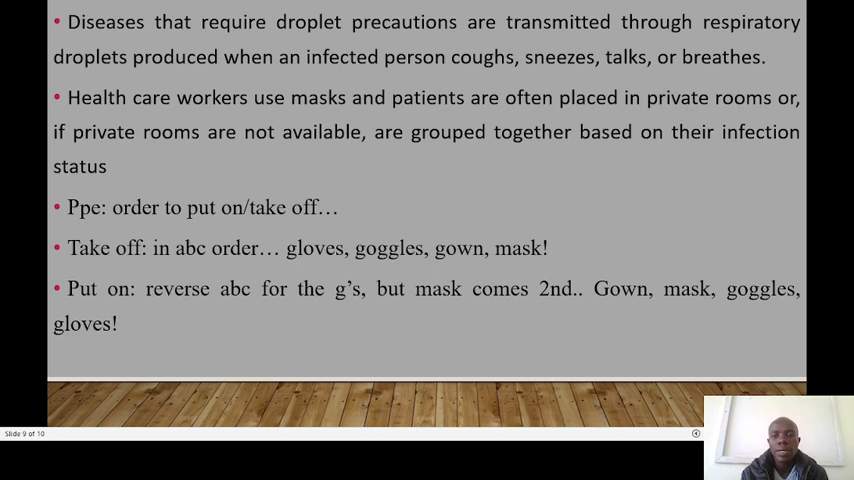 • Diseases that require droplet precautions are transmitted through respiratory
droplets produced when an infected person coughs, sneezes, talks, or breathes.
• Health care workers use masks and patients are often placed in private rooms or,
if private rooms are not available, are grouped together based on their infection
status
• Ppe: order to put on/take off…
• Take off: in abc order… gloves, goggles, gown, mask!
• Put on: reverse abc for the g’s, but mask comes 2nd.. Gown, mask, goggles,
gloves!
Slide 9 of 10